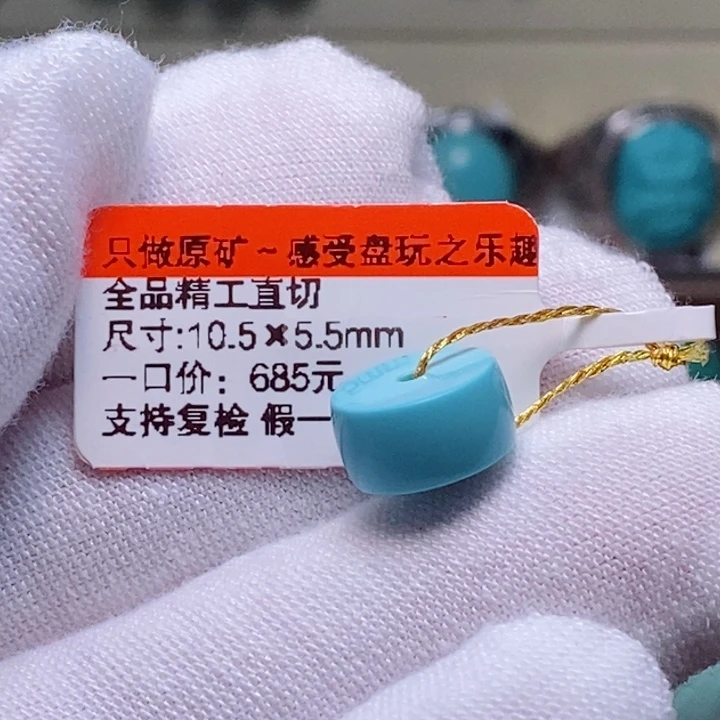 只做原矿~感受盘玩之乐趣
全品精工直切
尺寸:10.5×5.5mm
一口价：685元
支持复检 假一